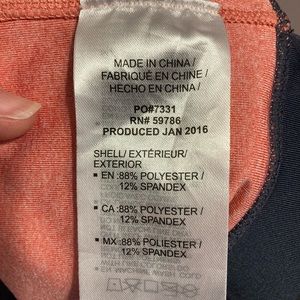 MADE IN CHINA /
FABRIQUÉ EN CHINE /
HECHO EN CHINA
PO#7331
RN# 59786
PRODUCED JAN 2016
SHELL/ EXTÉRIEUR/
EXTERIOR
▪ EN :88% POLYESTER /
12% SPANDEX
▪ CA :88% POLYESTER /
12% SPANDEX
▪ MX :88% POLIESTER /
12% SPANDEX